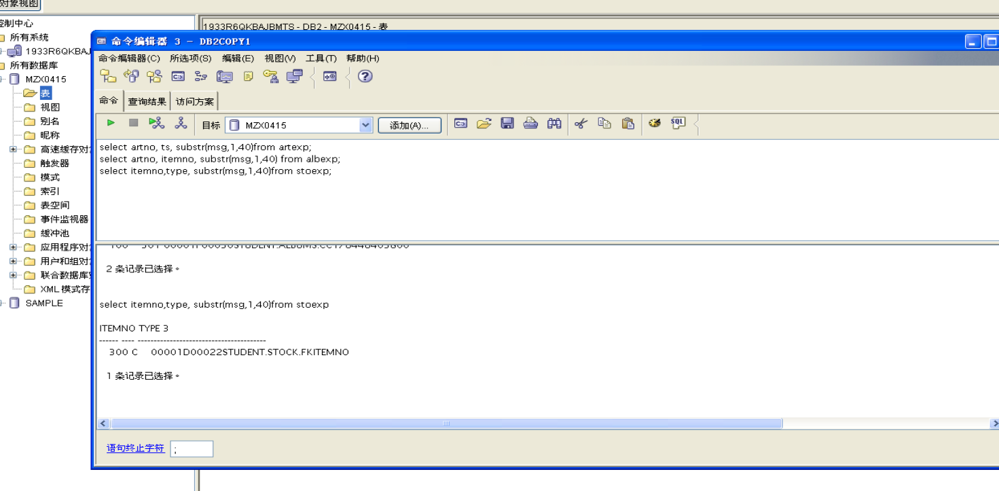 对象视图
控制中心
所有系统
1933R6QKBAJ
所有数据库
MZX0415
表
视图
别名
昵称
高速缓存对
触发器
模式
索引
表空间
事件监视器
缓冲池
应用程序对
用户和组对
联合数据库
XML 模式存
SAMPLE
1933R6QKBAJBMTS - DB2 - MZX0415 - 表
命令编辑器 3 - DB2COPY1
命令编辑器(C) 所选项(S) 编辑(E) 视图(V) 工具(T) 帮助(H)
命令 查询结果 访问方案
目标 MZX0415 添加(A)...
SQL
select artno, ts, substr(msg,1,40)from artexp;
select artno, itemno, substr(msg,1,40) from albexp;
select itemno,type, substr(msg,1,40)from stoexp;
2 条记录已选择。
select itemno,type, substr(msg,1,40)from stoexp
ITEMNO TYPE 3
------ ---- ----------------------------------------
300 C 00001D00022STUDENT.STOCK.FKITEMNO
1 条记录已选择。
语句终止字符 ;